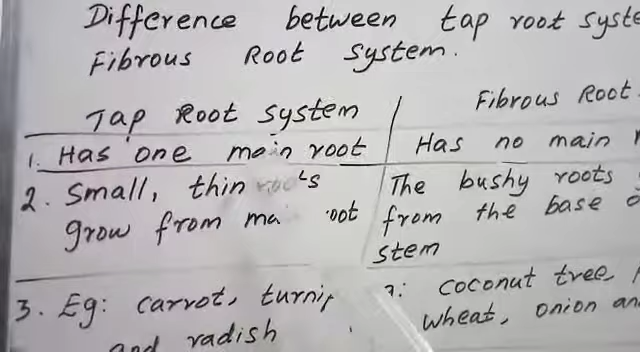 Difference between tap root
Fibrous Root System.
Tap Root System Fibrous Root
1. Has one main root Has no main
2. Small, thin The bushy roots
grow from from the base
stem
3. Eg: carrot, coconut tree,
and radish wheat, onion